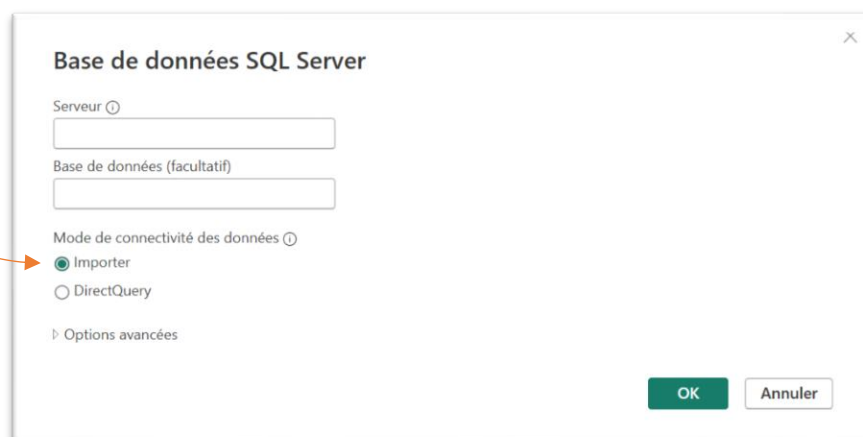 Base de données SQL Server
Serveur
Base de données (facultatif)
Mode de connectivité des données
Importer
DirectQuery
Options avancées
OK
Annuler